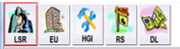 LSR EU HGI RS DL